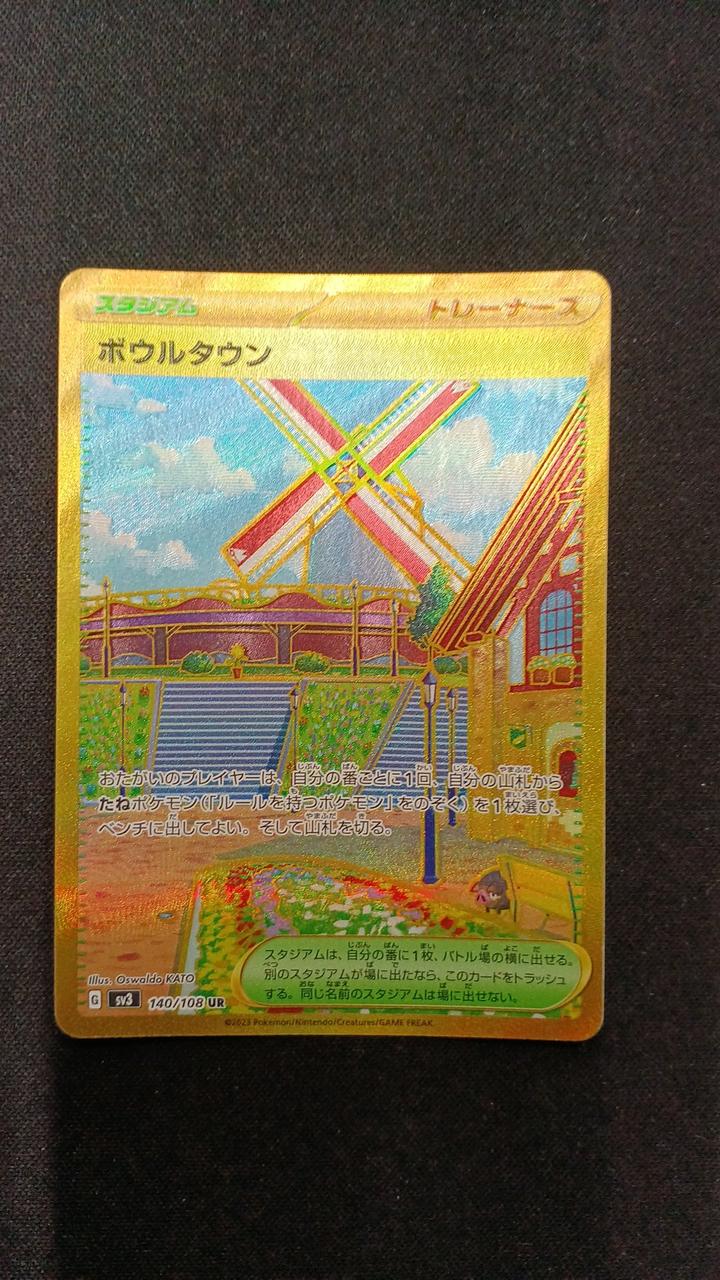 スタジアム トレーナーズ
ボウルタウン
おたがいのプレイヤーは、自分の番ごとに1回、自分の山札から
たねポケモン(「ルールを持つポケモン」をのぞく)を1枚選び、
ベンチに出してよい。そして山札を切る。
スタジアムは、自分の番に1枚、バトル場の横に出せる。
別のスタジアムが場に出たなら、このカードをトラッシュ
する。同じ名前のスタジアムは場に出せない。
Illus. Oswaldo KATO
G sv3 140/108 UR
©2023 Pokémon/Nintendo/Creatures/GAME FREAK